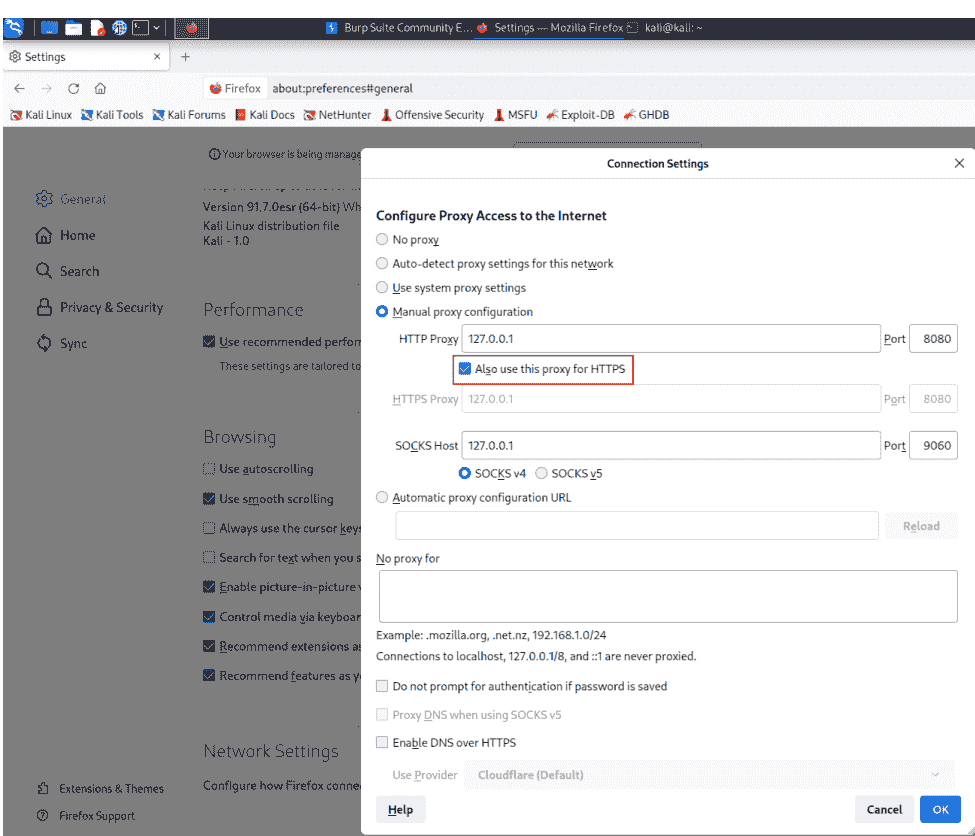 Burp Suite Community E... Settings — Mozilla Firefox kali@kali: ~
Settings
Firefox about:preferences#general
Kali Linux Kali Tools Kali Forums Kali Docs NetHunter Offensive Security MSFU Exploit-DB GHDB
Your browser is being manage
Version 91.7.0esr (64-bit) Wh
Kali Linux distribution file
Kali - 1.0
General
Home
Search
Privacy & Security
Sync
Performance
Use recommended perforn
These settings are tailored to
Browsing
Use autoscrolling
Use smooth scrolling
Always use the cursor keys
Search for text when you s
Enable picture-in-picture v
Control media via keyboar
Recommend extensions as
Recommend features as yo
Network Settings
Configure how Firefox conne
Extensions & Themes
Firefox Support
Connection Settings
Configure Proxy Access to the Internet
No proxy
Auto-detect proxy settings for this network
Use system proxy settings
Manual proxy configuration
HTTP Proxy 127.0.0.1 Port 8080
Also use this proxy for HTTPS
HTTPS Proxy 127.0.0.1 Port 8080
SOCKS Host 127.0.0.1 Port 9060
SOCKS v4 SOCKS v5
Automatic proxy configuration URL
Reload
No proxy for
Example: .mozilla.org, .net.nz, 192.168.1.0/24
Connections to localhost, 127.0.0.1/8, and ::1 are never proxied.
Do not prompt for authentication if password is saved
Proxy DNS when using SOCKS v5
Enable DNS over HTTPS
Use Provider Cloudflare (Default)
Help Cancel OK